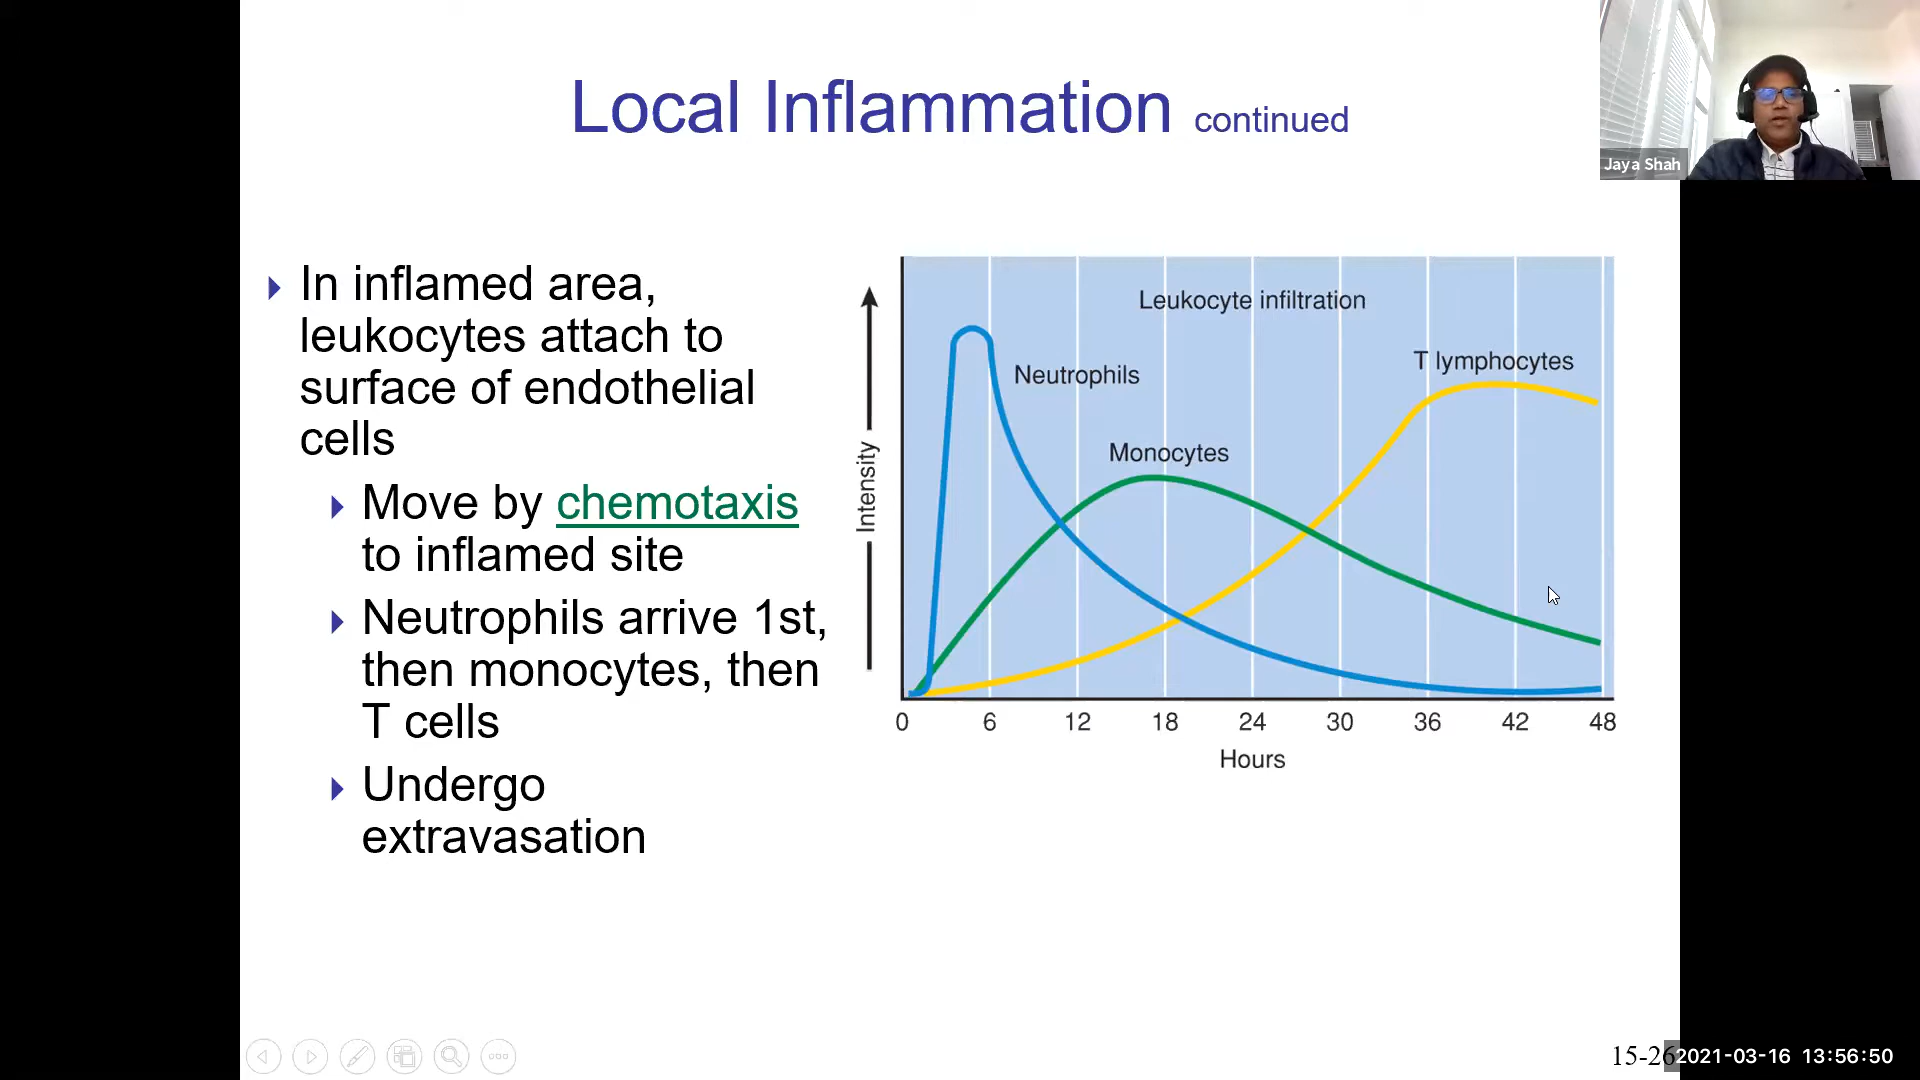 Local Inflammation continued
Jaya Shah
In inflamed area,
leukocytes attach to
surface of endothelial
cells
Move by chemotaxis
to inflamed site
Neutrophils arrive 1st,
then monocytes, then
T cells
Undergo
extravasation
Leukocyte infiltration
T lymphocytes
Neutrophils
Monocytes
Intensity
0 6 12 18 24 30 36 42 48
Hours
15-26
2021-03-16 13:56:50